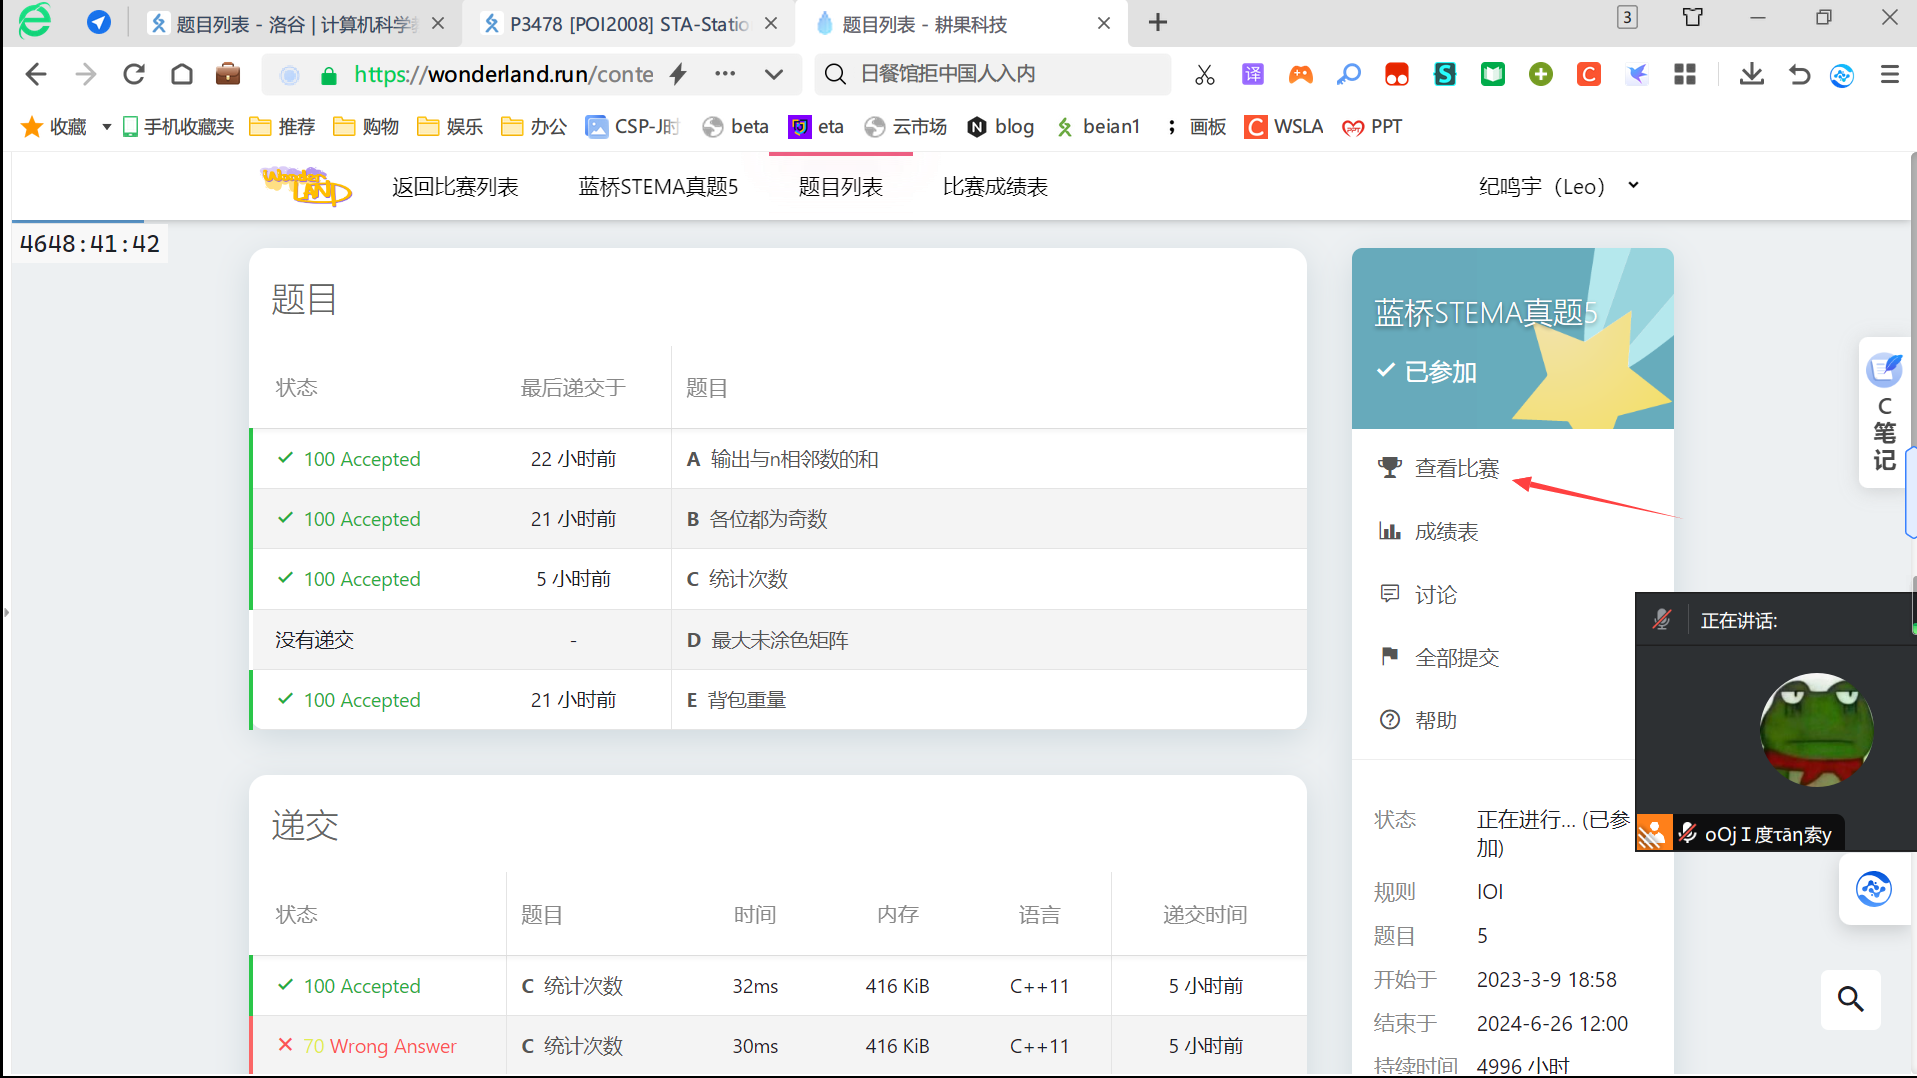 题目列表 - 洛谷 | 计算机科学教
P3478 [POI2008] STA-Statio
题目列表 - 耕果科技
3
https://wonderland.run/conte
日餐馆拒中国人入内
译
收藏
手机收藏夹
推荐
购物
娱乐
办公
CSP-J时
beta
eta
云市场
blog
beian1
画板
WSLA
PPT
Wonder LAND
返回比赛列表
蓝桥STEMA真题5
题目列表
比赛成绩表
纪鸣宇（Leo）
4648:41:42
题目
状态 最后递交于 题目
100 Accepted 22 小时前 A 输出与n相邻数的和
100 Accepted 21 小时前 B 各位都为奇数
100 Accepted 5 小时前 C 统计次数
没有递交 - D 最大未涂色矩阵
100 Accepted 21 小时前 E 背包重量
递交
状态 题目 时间 内存 语言 递交时间
100 Accepted C 统计次数 32ms 416 KiB C++11 5 小时前
70 Wrong Answer C 统计次数 30ms 416 KiB C++11 5 小时前
蓝桥STEMA真题5
已参加
查看比赛
成绩表
讨论
全部提交
帮助
状态 正在进行... (已参
加)
规则 IOI
题目 5
开始于 2023-3-9 18:58
结束于 2024-6-26 12:00
持续时间 4996 小时
C
笔
记
正在讲话:
oOj I 度τāη索y